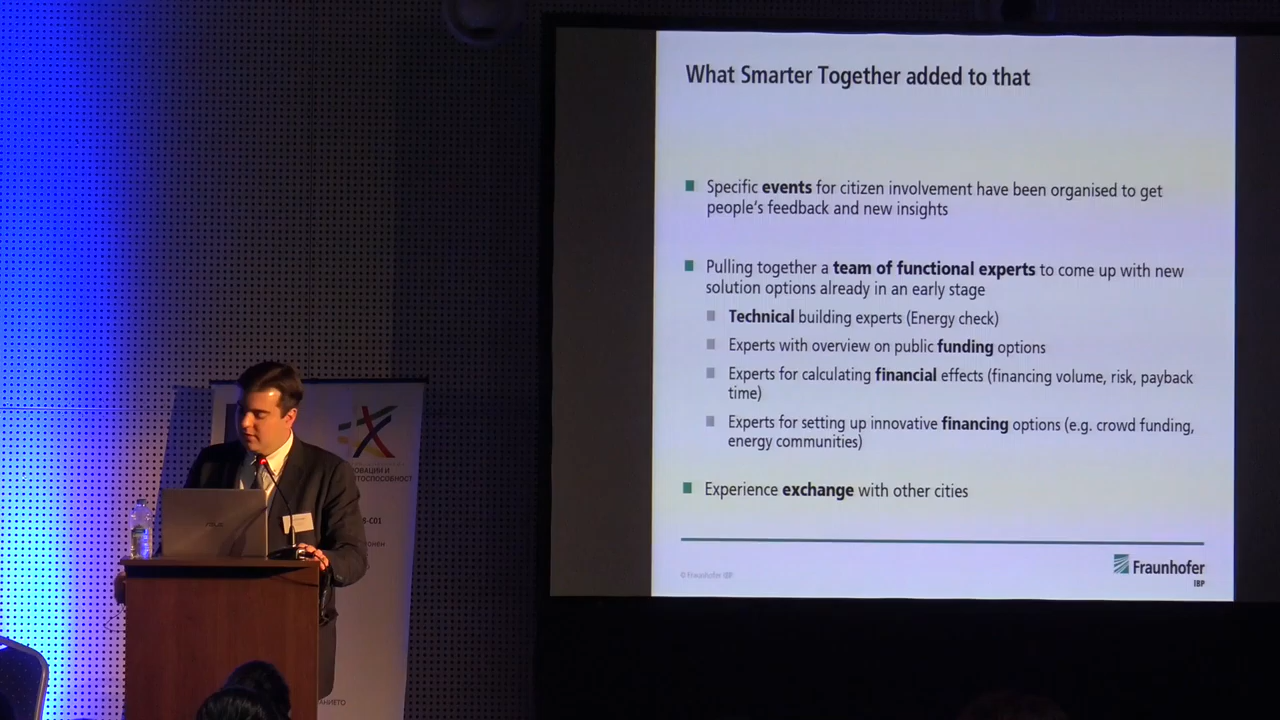 What Smarter Together added to that
Specific events for citizen involvement have been organised to get
people's feedback and new insights
Pulling together a team of functional experts to come up with new
solution options already in an early stage
Technical building experts (Energy check)
Experts with overview on public funding options
Experts for calculating financial effects (financing volume, risk, payback
time)
Experts for setting up innovative financing options (e.g. crowd funding,
energy communities)
Experience exchange with other cities
© Fraunhofer IBP
Fraunhofer
IBP
ASUS